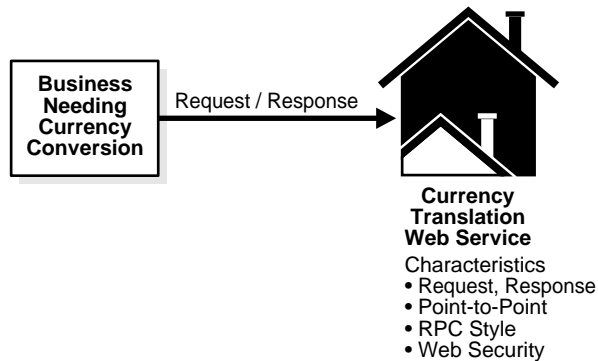 Business
Needing
Currency
Conversion
Request / Response
Currency
Translation
Web Service
Characteristics
• Request, Response
• Point-to-Point
• RPC Style
• Web Security